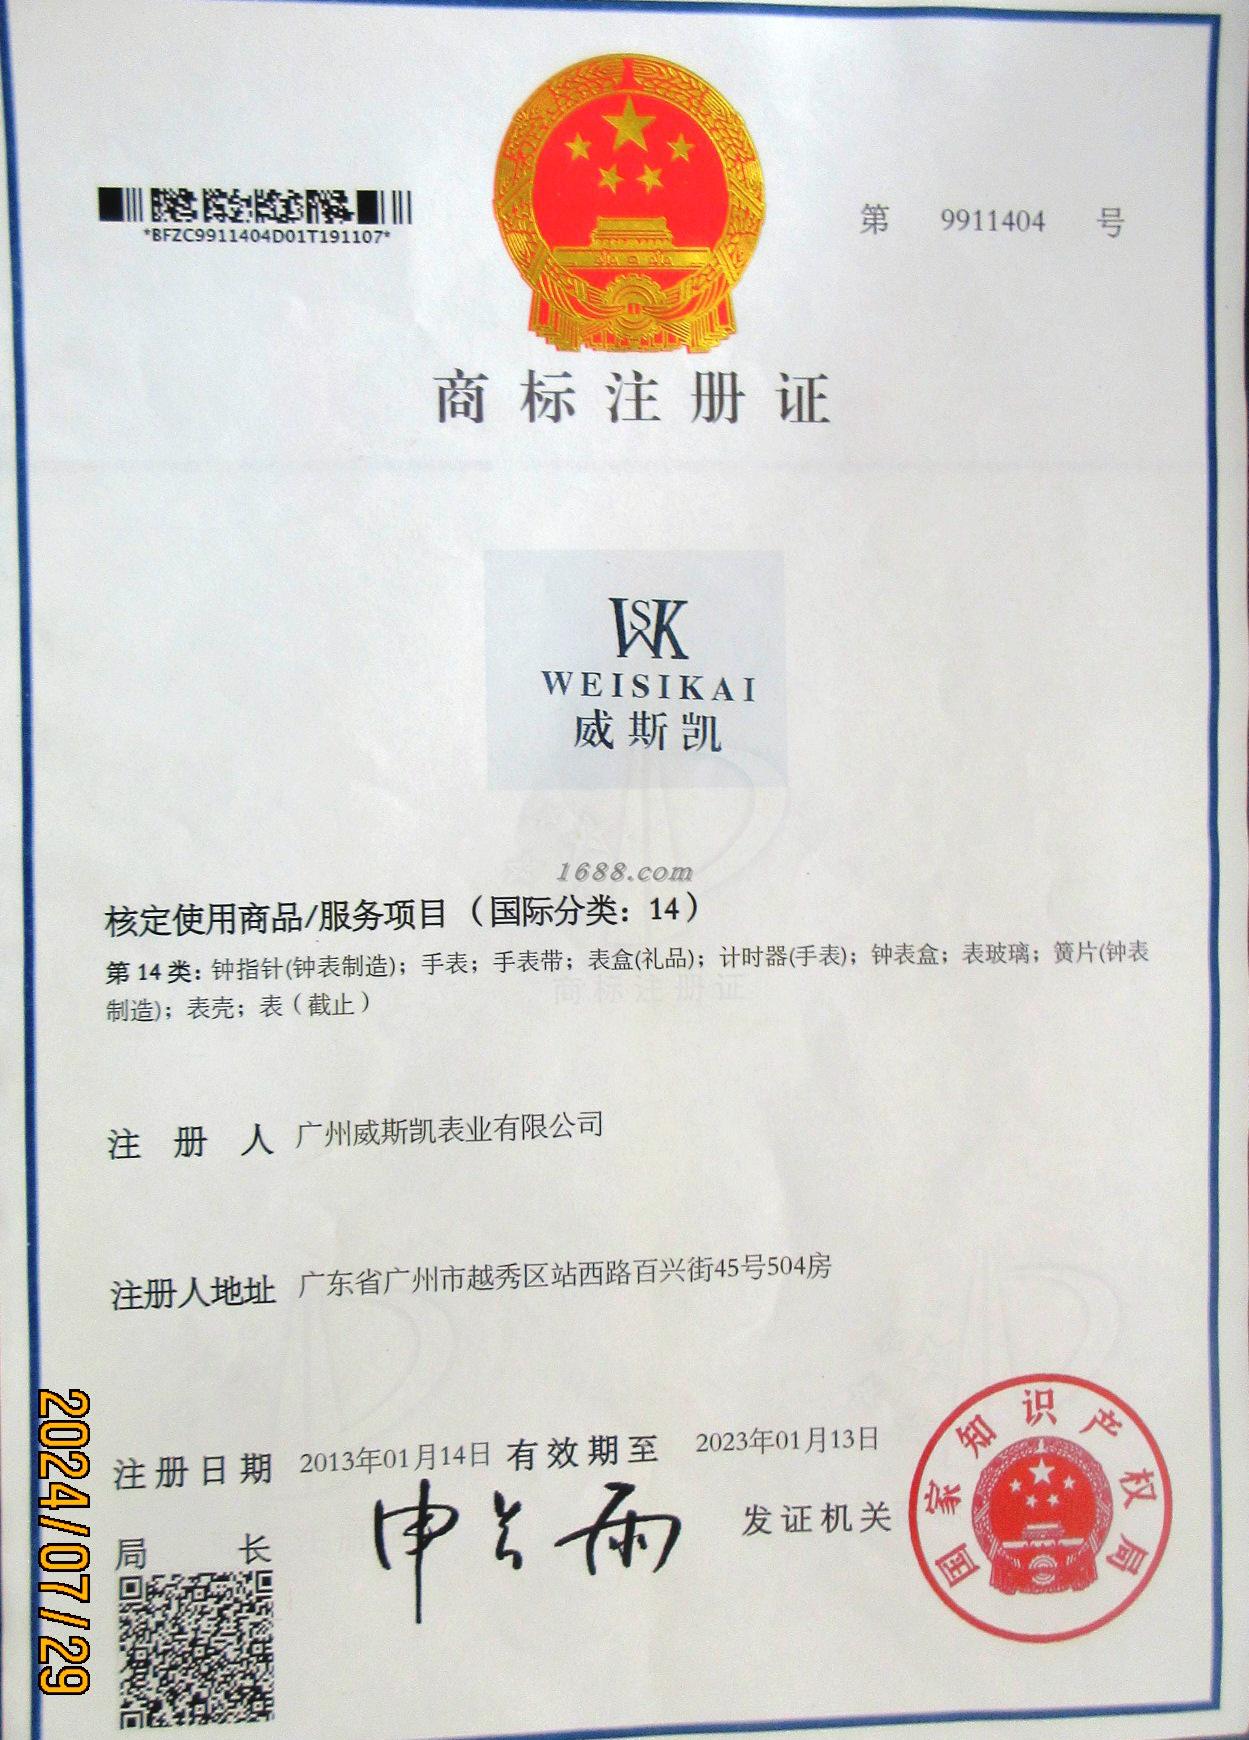 *BFZC9911404D01T191107*
第 9911404 号
商标注册证
WSK
WEISIKAI
威斯凯
1688.com
核定使用商品/服务项目（国际分类：14）
第14类：钟指针(钟表制造)；手表；手表带；表盒(礼品)；计时器(手表)；钟表盒；表玻璃；簧片(钟表
制造)；表壳；表（截止）
商标注册证
注册人 广州威斯凯表业有限公司
注册人地址 广东省广州市越秀区站西路百兴街45号504房
注册日期 2013年01月14日 有效期至 2023年01月13日
局长 申长雨 发证机关
国家知识产权局
2024/07/29